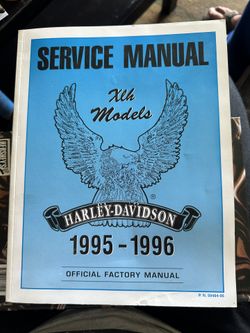 SERVICE MANUAL
Xlh
Models
®
HARLEY-DAVIDSON
1995-1996
OFFICIAL FACTORY MANUAL